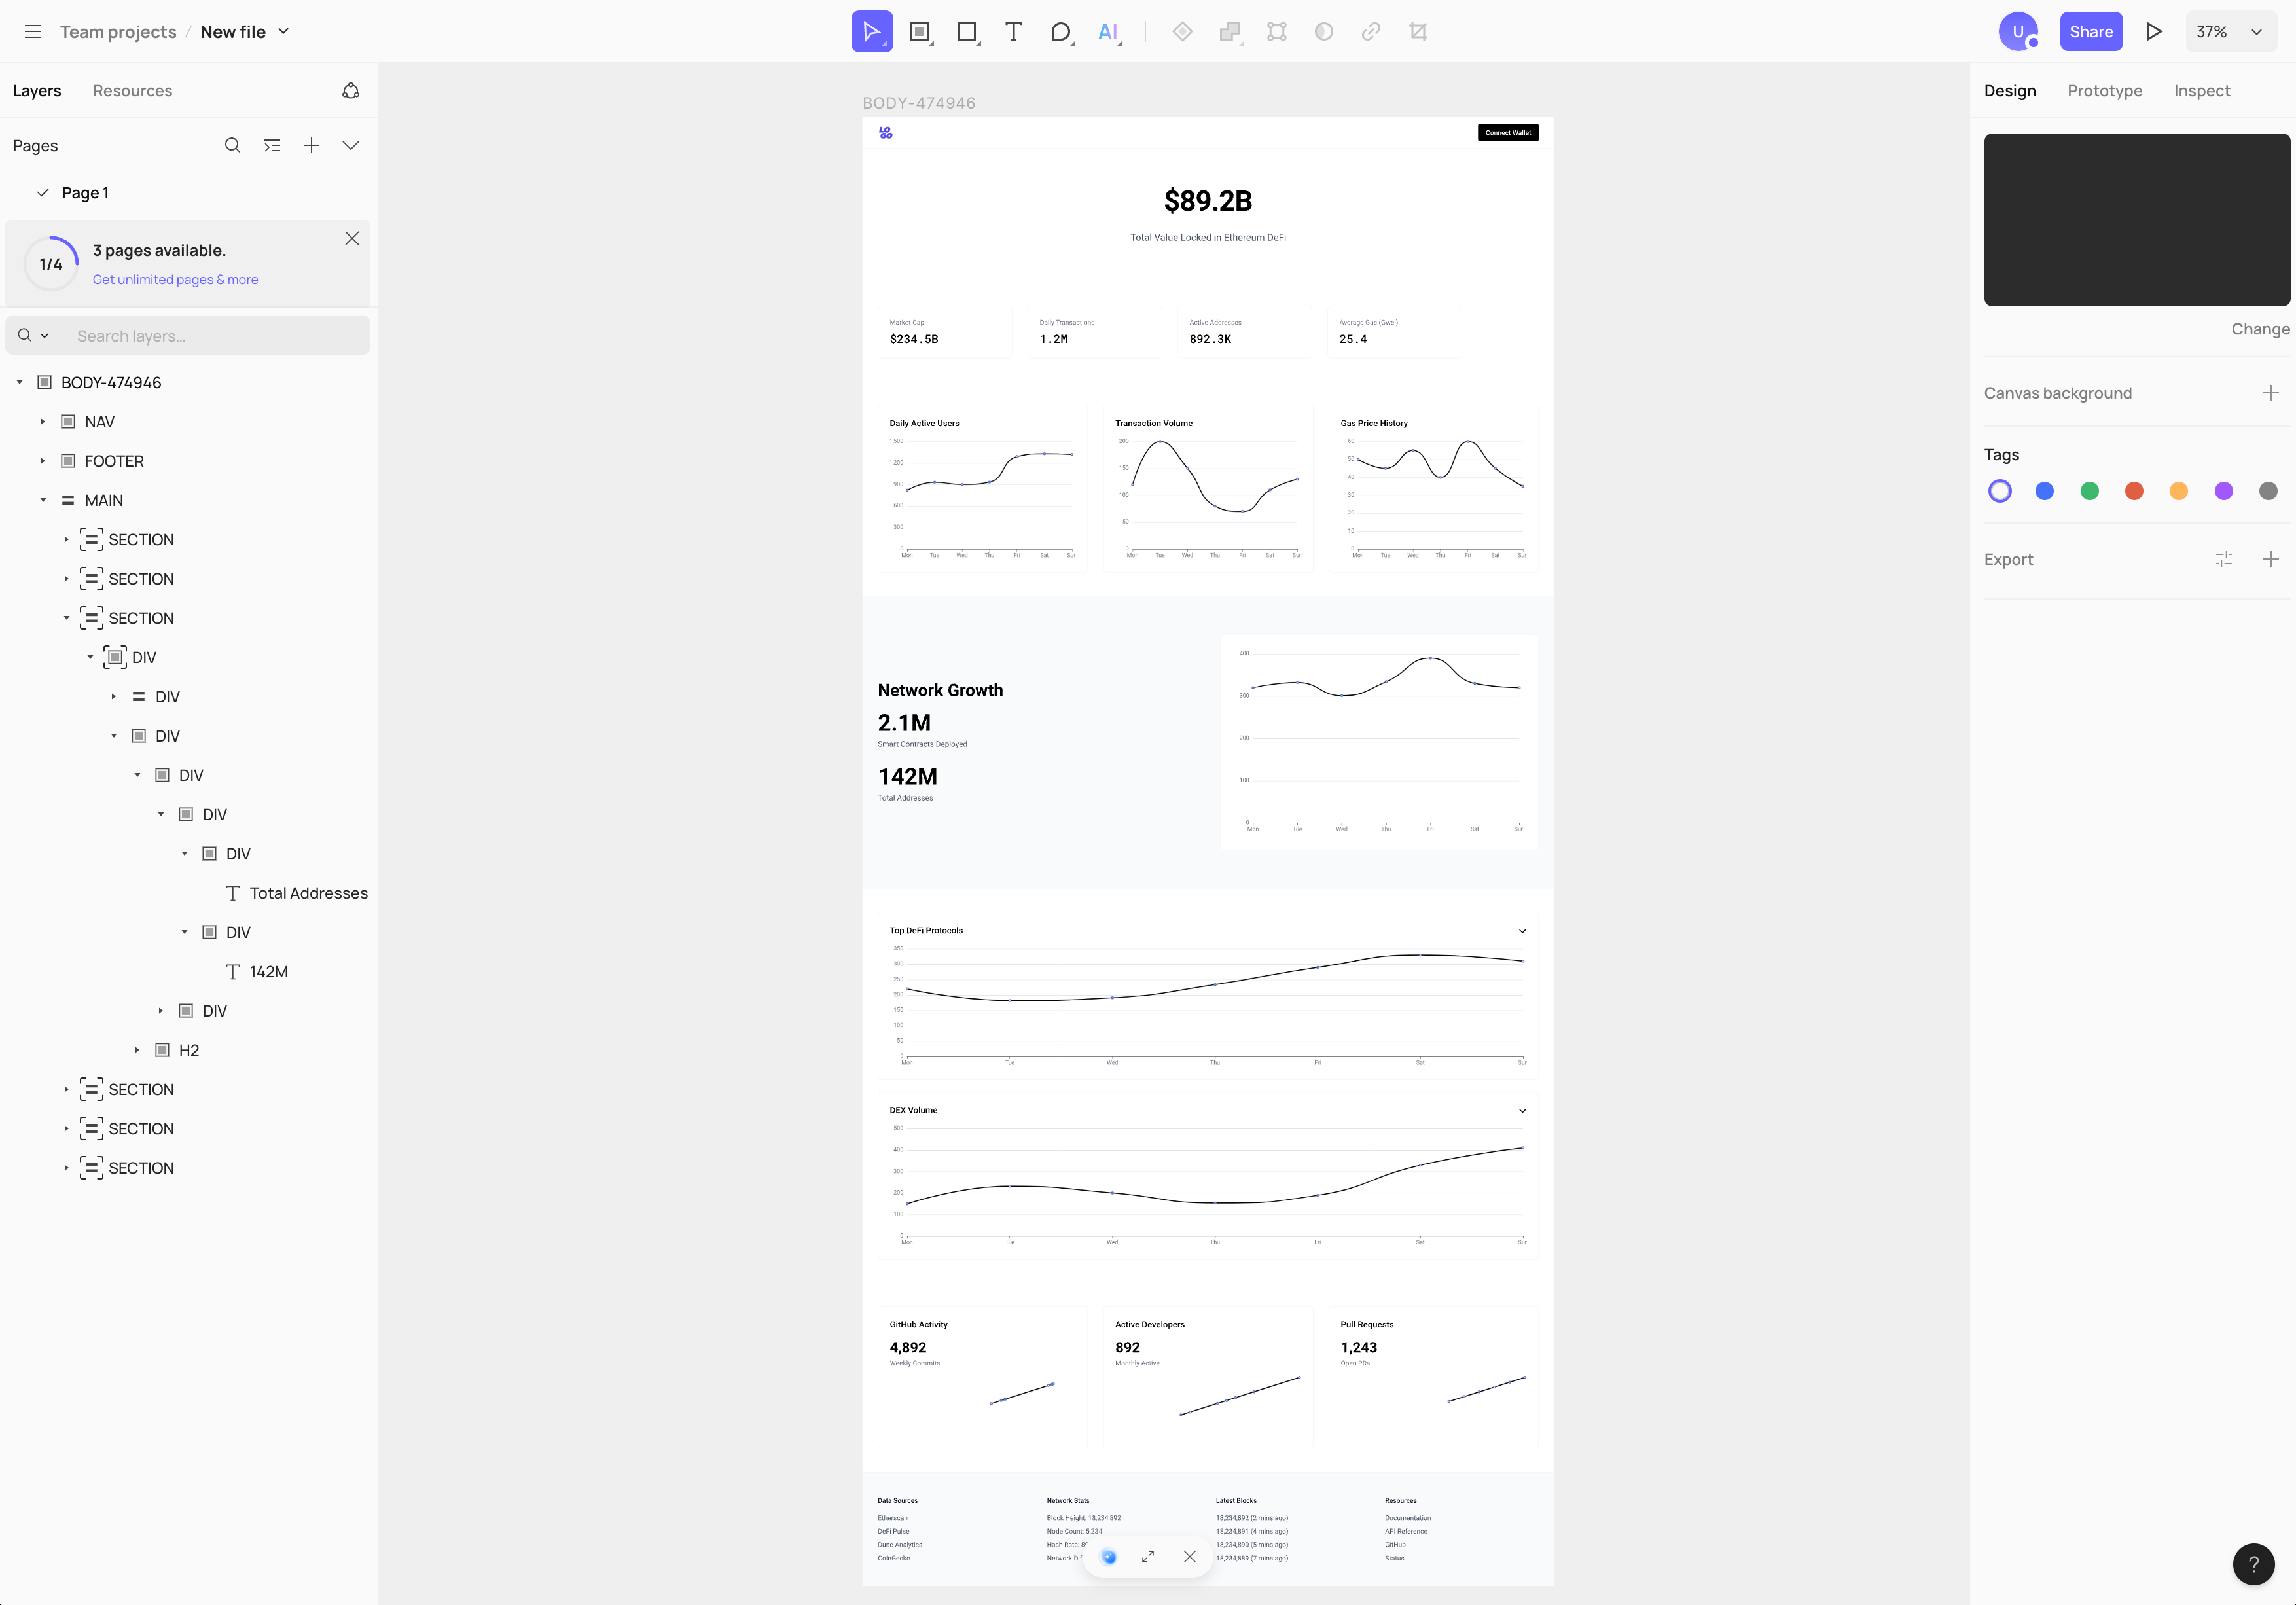 Team projects / New file
AI
U
Share
37%
Layers
Resources
Pages
Page 1
1/4
3 pages available.
Get unlimited pages & more
Search layers...
BODY-474946
NAV
FOOTER
MAIN
SECTION
SECTION
SECTION
DIV
DIV
DIV
DIV
DIV
DIV
Total Addresses
DIV
142M
DIV
H2
SECTION
SECTION
SECTION
BODY-474946
LOGO
Connect Wallet
$89.2B
Total Value Locked in Ethereum DeFi
Market Cap
$234.5B
Daily Transactions
1.2M
Active Addresses
892.3K
Average Gas (Gwei)
25.4
Daily Active Users
1,500
1,200
900
600
300
0
Mon Tue Wed Thu Fri Sat Sur
Transaction Volume
200
150
100
50
0
Mon Tue Wed Thu Fri Sat Sur
Gas Price History
60
50
40
30
20
10
0
Mon Tue Wed Thu Fri Sat Sur
Network Growth
2.1M
Smart Contracts Deployed
142M
Total Addresses
400
300
200
100
0
Mon Tue Wed Thu Fri Sat Sur
Top DeFi Protocols
350
300
250
200
150
100
50
0
Mon Tue Wed Thu Fri Sat Sur
DEX Volume
500
400
300
200
100
0
Mon Tue Wed Thu Fri Sat Sur
GitHub Activity
4,892
Weekly Commits
Active Developers
892
Monthly Active
Pull Requests
1,243
Open PRs
Data Sources
Etherscan
DeFi Pulse
Dune Analytics
CoinGecko
Network Stats
Block Height: 18,234,892
Node Count: 5,234
Hash Rate:
Network
Latest Blocks
18,234,892 (2 mins ago)
18,234,891 (4 mins ago)
18,234,890 (5 mins ago)
18,234,889 (7 mins ago)
Resources
Documentation
API Reference
GitHub
Status
Design
Prototype
Inspect
Change
Canvas background
Tags
Export
?